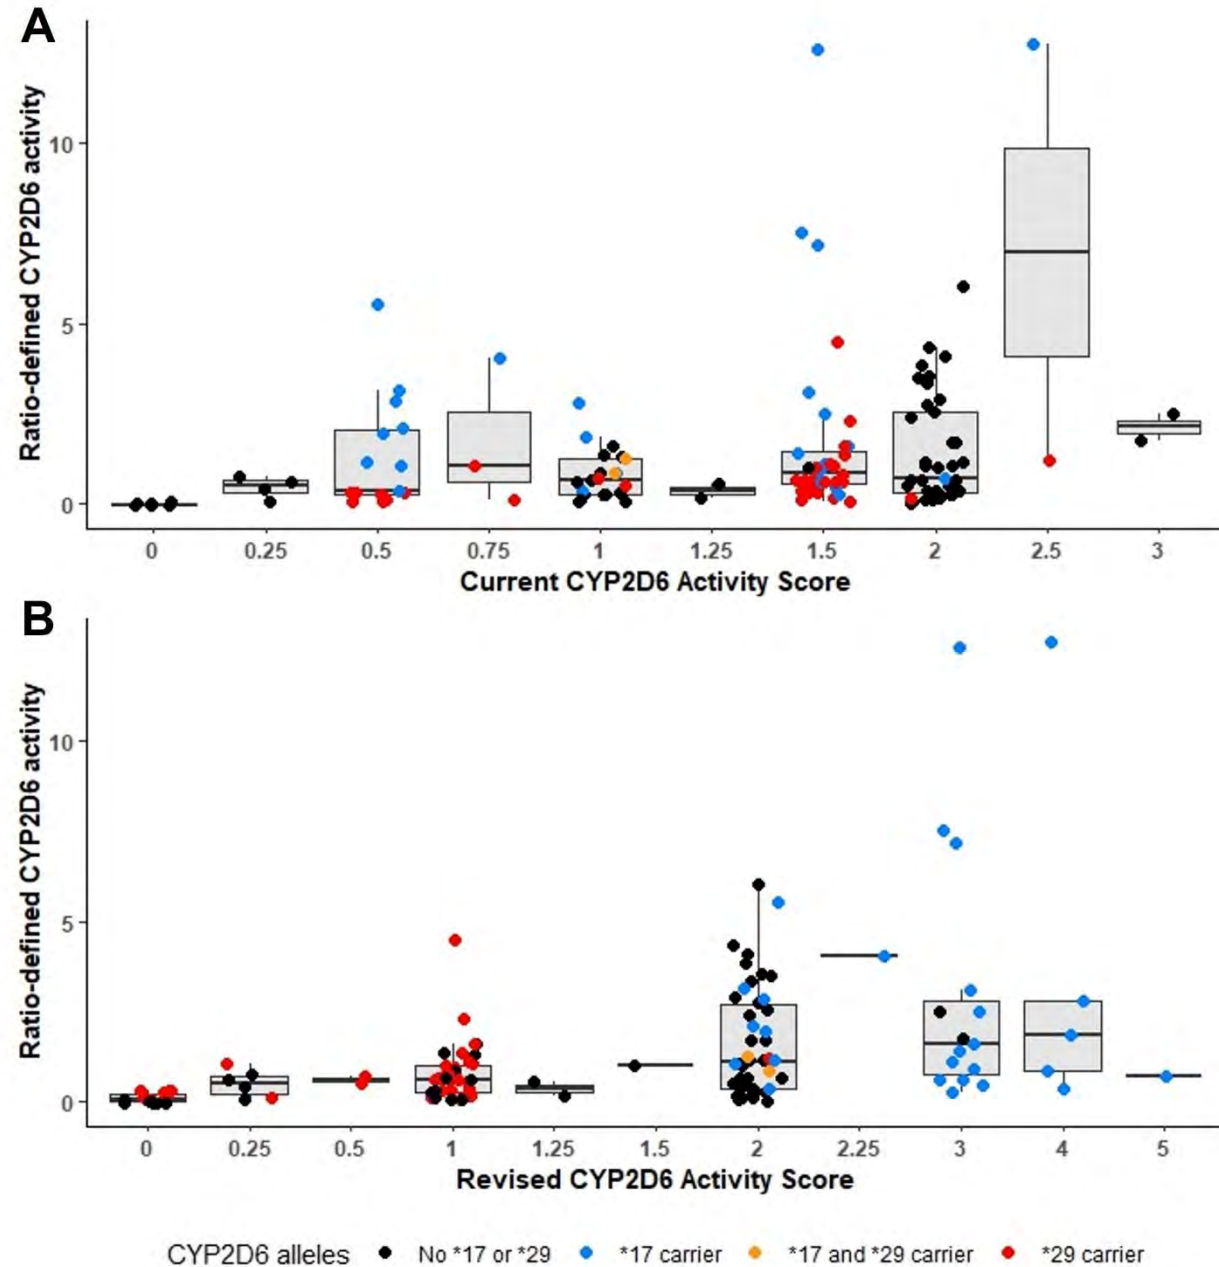 A
Ratio-defined CYP2D6 activity
10
5
0
0 0.25 0.5 0.75 1 1.25 1.5 2 2.5 3
Current CYP2D6 Activity Score
B
Ratio-defined CYP2D6 activity
10
5
0
0 0.25 0.5 1 1.25 1.5 2 2.25 3 4 5
Revised CYP2D6 Activity Score
CYP2D6 alleles No *17 or *29 *17 carrier *17 and *29 carrier *29 carrier